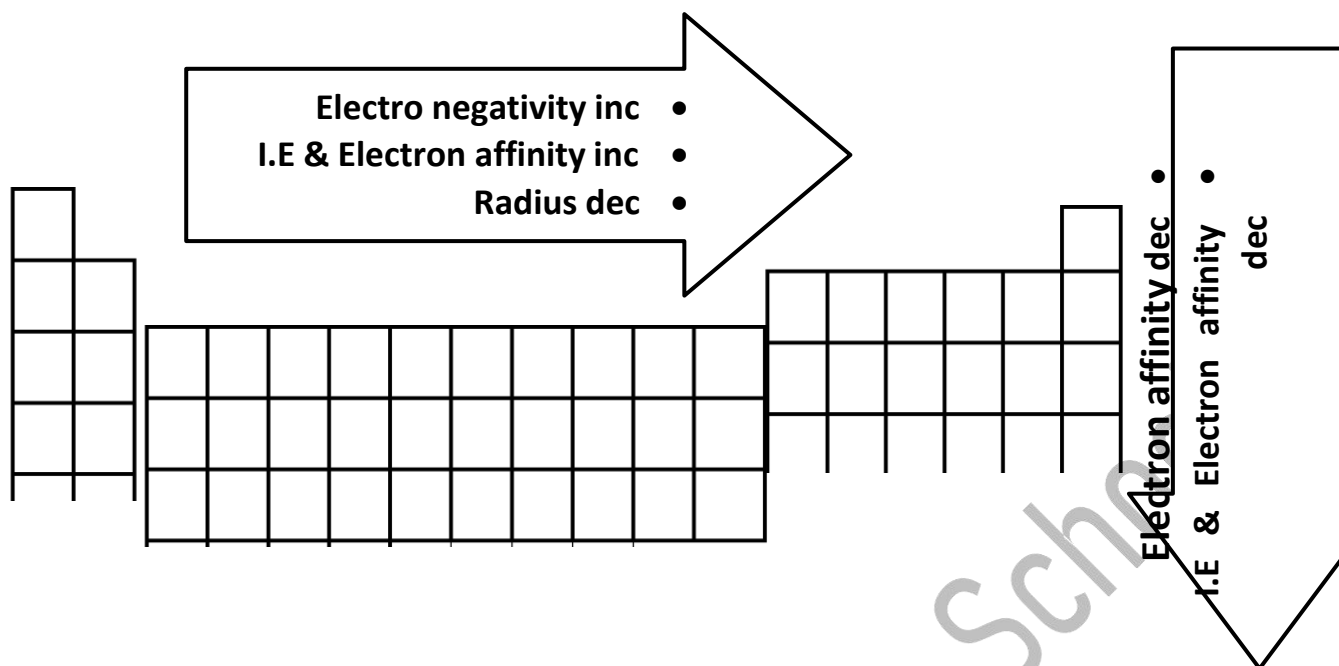 Electro negativity inc •
I.E & Electron affinity inc •
Radius dec •
Electron affinity dec •
I.E & Electron affinity •
dec